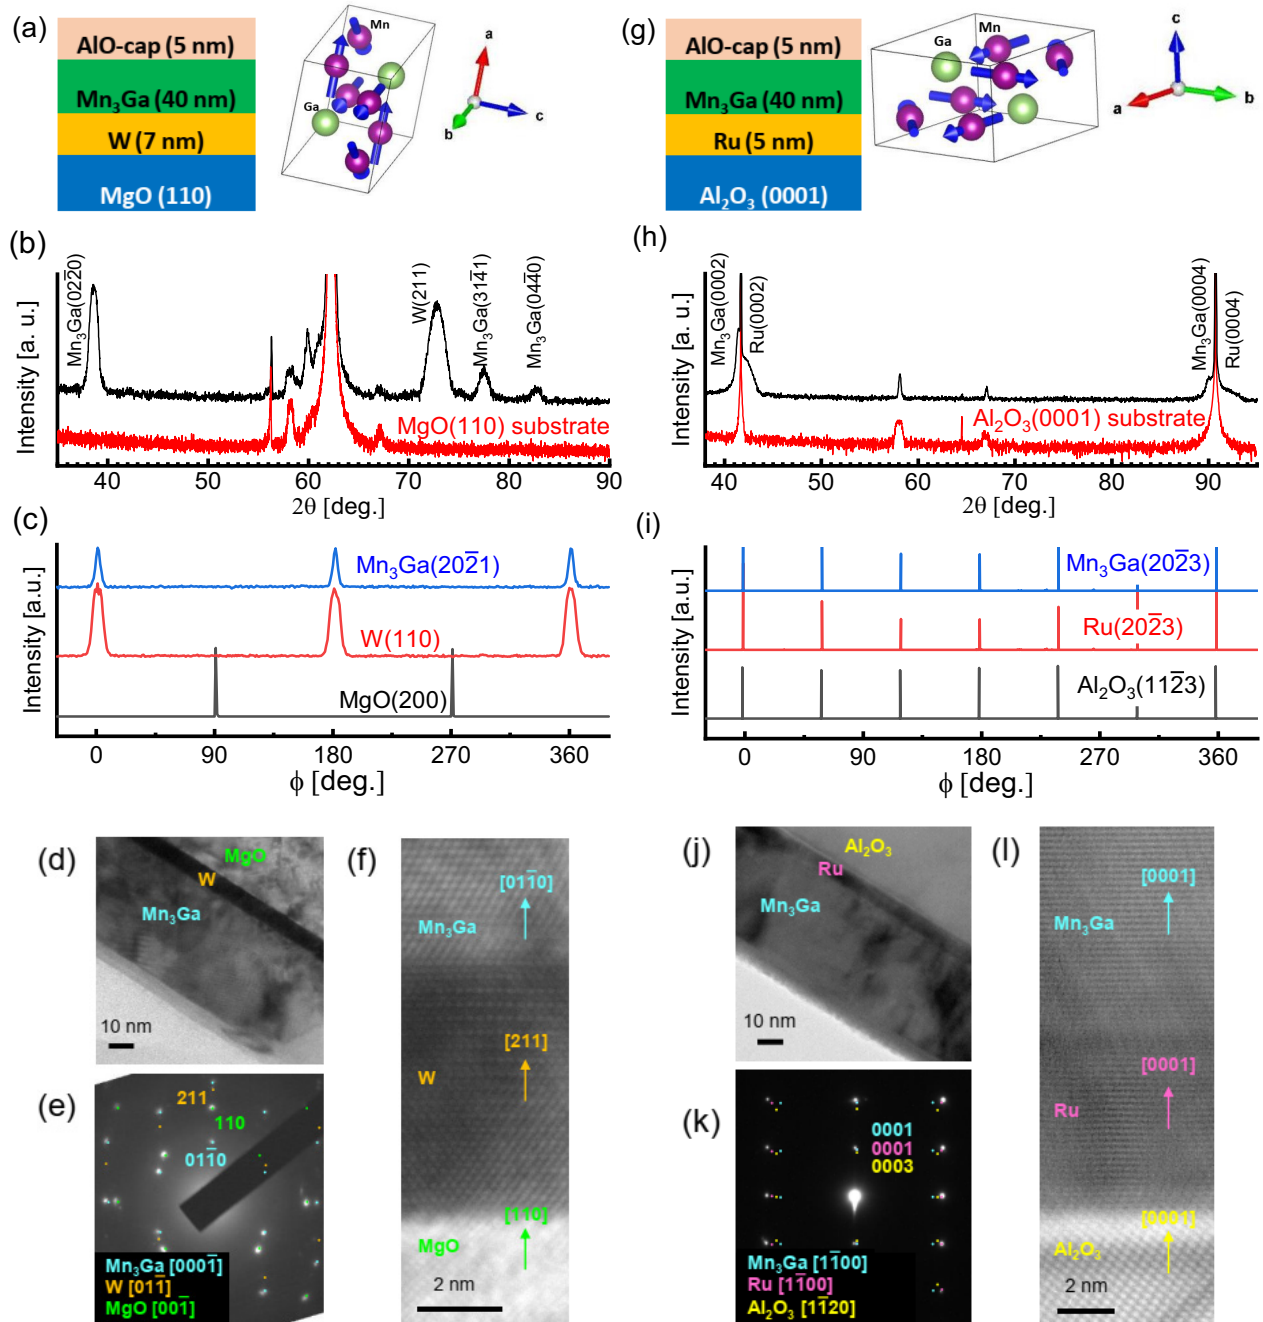 (a)
AlO-cap (5 nm)
Mn₃Ga (40 nm)
W (7 nm)
MgO (110)
Mn
Ga
a
b
c
(g)
AlO-cap (5 nm)
Mn₃Ga (40 nm)
Ru (5 nm)
Al₂O₃ (0001)
Ga
Mn
c
a
b
(b)
Intensity [a. u.]
Mn₃Ga(022̅0)
W(211)
Mn₃Ga(314̅1)
Mn₃Ga(044̅0)
MgO(110) substrate
40 50 60 70 80 90
2θ [deg.]
(h)
Intensity [a. u.]
Mn₃Ga(0002)
Ru(0002)
Mn₃Ga(0004)
Ru(0004)
Al₂O₃(0001) substrate
40 50 60 70 80 90
2θ [deg.]
(c)
Intensity [a.u.]
Mn₃Ga(202̅1)
W(110)
MgO(200)
0 90 180 270 360
ϕ [deg.]
(i)
Intensity [a.u.]
Mn₃Ga(202̅3)
Ru(202̅3)
Al₂O₃(112̅3)
0 90 180 270 360
ϕ [deg.]
(d)
MgO
W
Mn₃Ga
10 nm
(e)
211
110
011̅0
Mn₃Ga [0001̅]
W [011̅]
MgO [001̅]
(f)
[011̅0]
Mn₃Ga
[211]
W
[110]
MgO
2 nm
(j)
Al₂O₃
Ru
Mn₃Ga
10 nm
(k)
0001
0001
0003
Mn₃Ga [11̅00]
Ru [11̅00]
Al₂O₃ [11̅20]
(l)
[0001]
Mn₃Ga
[0001]
Ru
[0001]
Al₂O₃
2 nm